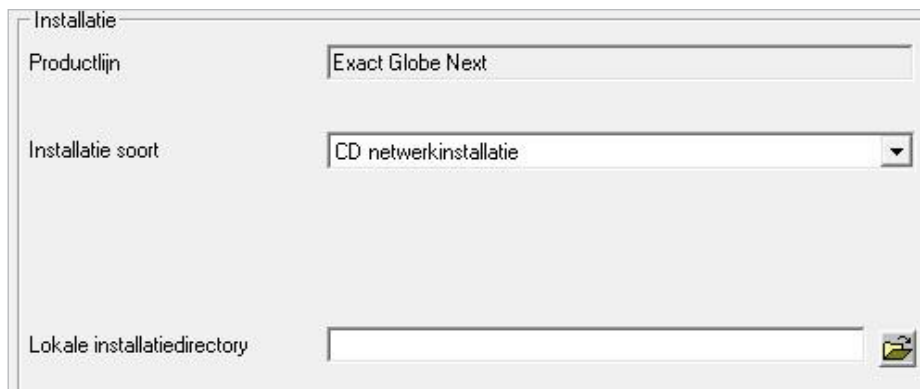 Installatie
Productlijn Exact Globe Next
Installatie soort CD netwerkinstallatie
Lokale installatiedirectory